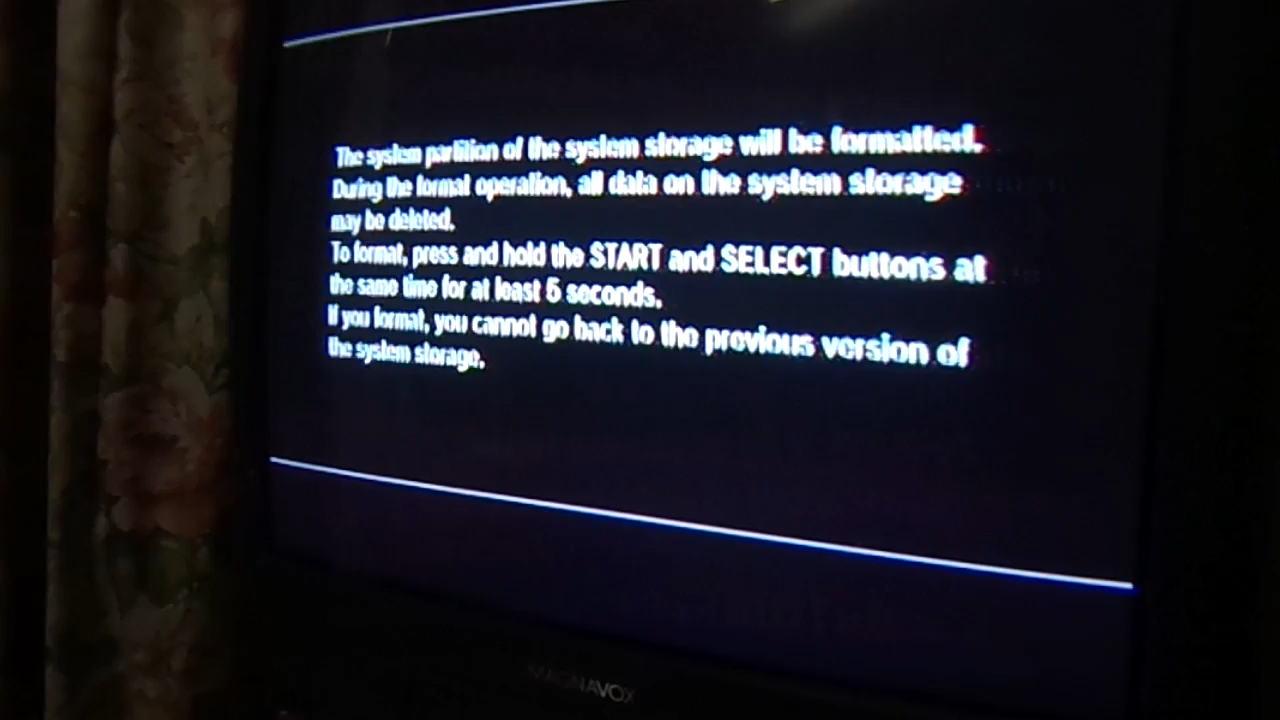 The system partition of the system storage will be formatted.
During the format operation, all data on the system storage
may be deleted.
To format, press and hold the START and SELECT buttons at
the same time for at least 5 seconds.
If you format, you cannot go back to the previous version of
the system storage.
MAGNAVOX